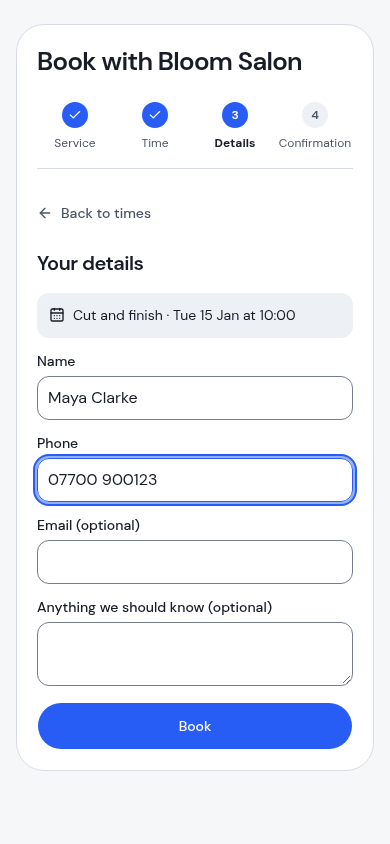 Book with Bloom Salon
3
4
Service
Time
Details
Confirmation
Back to times
Your details
Cut and finish · Tue 15 Jan at 10:00
Name
Maya Clarke
Phone
07700 900123
Email (optional)
Anything we should know (optional)
Book